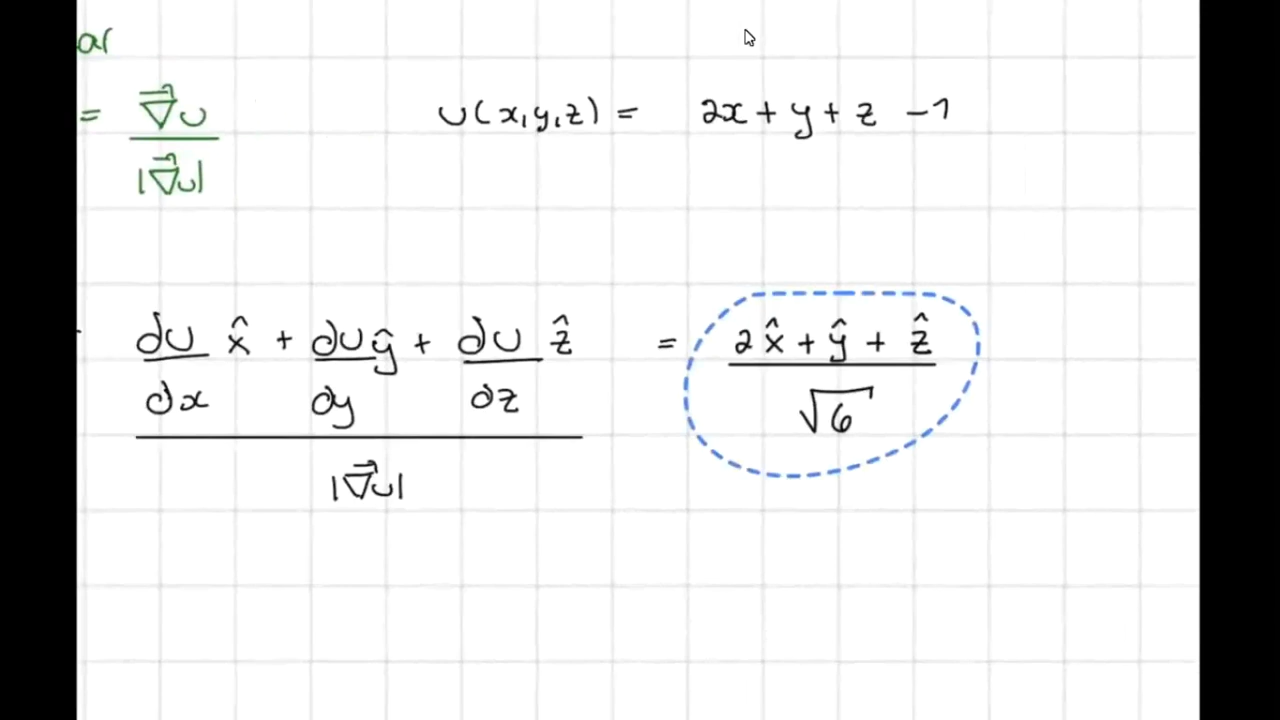 ar
= ∇⃗U / |∇⃗U|
U(x,y,z) = 2x + y + z - 1
∂U/∂x x̂ + ∂U/∂y ŷ + ∂U/∂z ẑ / |∇⃗U| = 2x̂ + ŷ + ẑ / √6